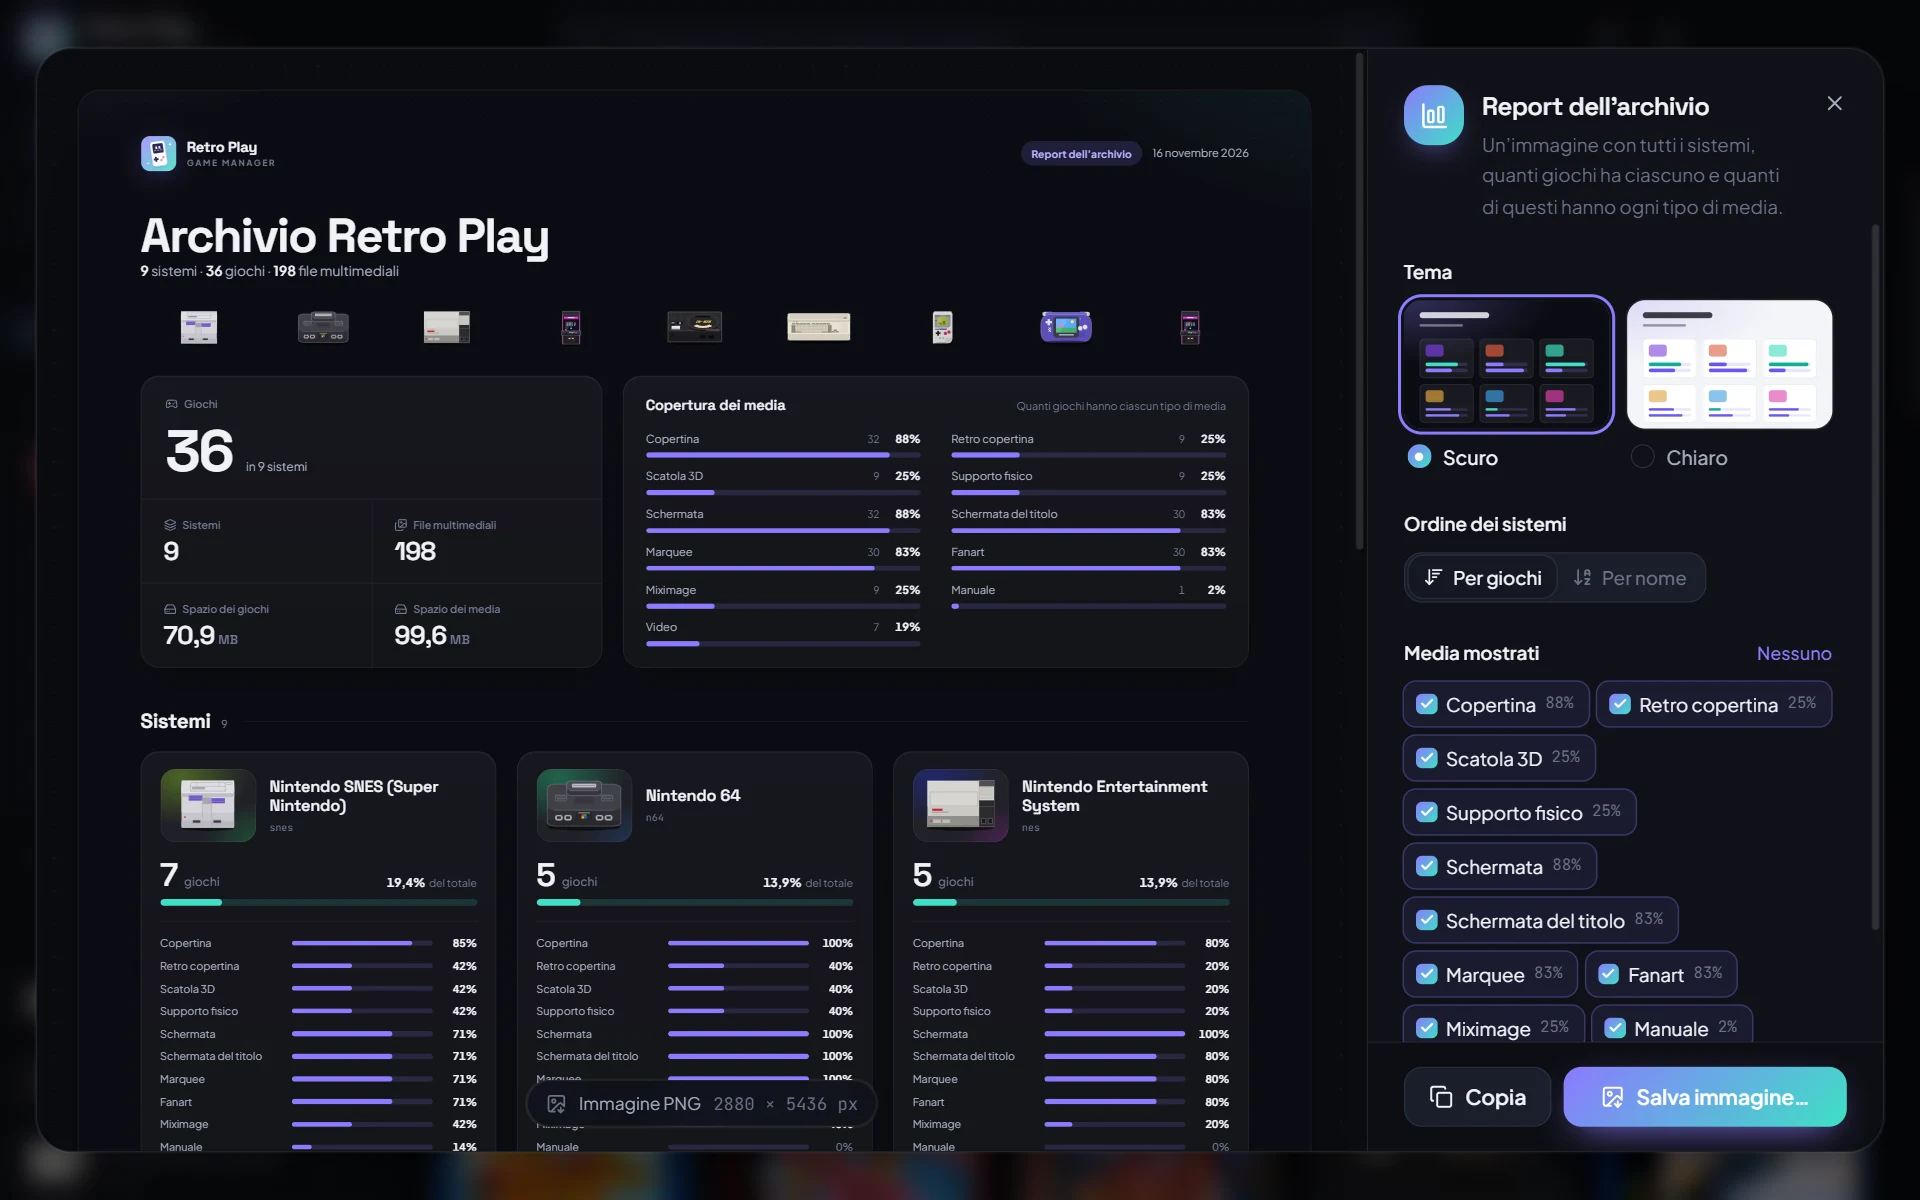 Retro Play
GAME MANAGER
Report dell'archivio
16 novembre 2026
Archivio Retro Play
9 sistemi · 36 giochi · 198 file multimediali
Giochi
36 in 9 sistemi
Sistemi
9
File multimediali
198
Spazio dei giochi
70,9 MB
Spazio dei media
99,6 MB
Copertura dei media
Quanti giochi hanno ciascun tipo di media
Copertina 32 88%
Retro copertina 9 25%
Scatola 3D 9 25%
Supporto fisico 9 25%
Schermata 32 88%
Schermata del titolo 30 83%
Marquee 30 83%
Fanart 30 83%
Miximage 9 25%
Manuale 1 2%
Video 7 19%
Sistemi 9
Nintendo SNES (Super
Nintendo)
snes
7 giochi
19,4% del totale
Copertina 85%
Retro copertina 42%
Scatola 3D 42%
Supporto fisico 42%
Schermata 71%
Schermata del titolo 71%
Marquee 71%
Fanart 71%
Miximage 42%
Manuale 14%
Nintendo 64
n64
5 giochi
13,9% del totale
Copertina 100%
Retro copertina 40%
Scatola 3D 40%
Supporto fisico 40%
Schermata 100%
Schermata del titolo 100%
Marquee 100%
Manuale 0%
Nintendo Entertainment
System
nes
5 giochi
13,9% del totale
Copertina 80%
Retro copertina 20%
Scatola 3D 20%
Supporto fisico 20%
Schermata 100%
Schermata del titolo 80%
Marquee 80%
Fanart 80%
Miximage 20%
Manuale 0%
Immagine PNG 2880 × 5436 px
Report dell'archivio
Un'immagine con tutti i sistemi,
quanti giochi ha ciascuno e quanti
di questi hanno ogni tipo di media.
Tema
Scuro
Chiaro
Ordine dei sistemi
Per giochi
Per nome
Media mostrati
Nessuno
Copertina 88%
Retro copertina 25%
Scatola 3D 25%
Supporto fisico 25%
Schermata 88%
Schermata del titolo 83%
Marquee 83%
Fanart 83%
Miximage 25%
Manuale 2%
Copia
Salva immagine...